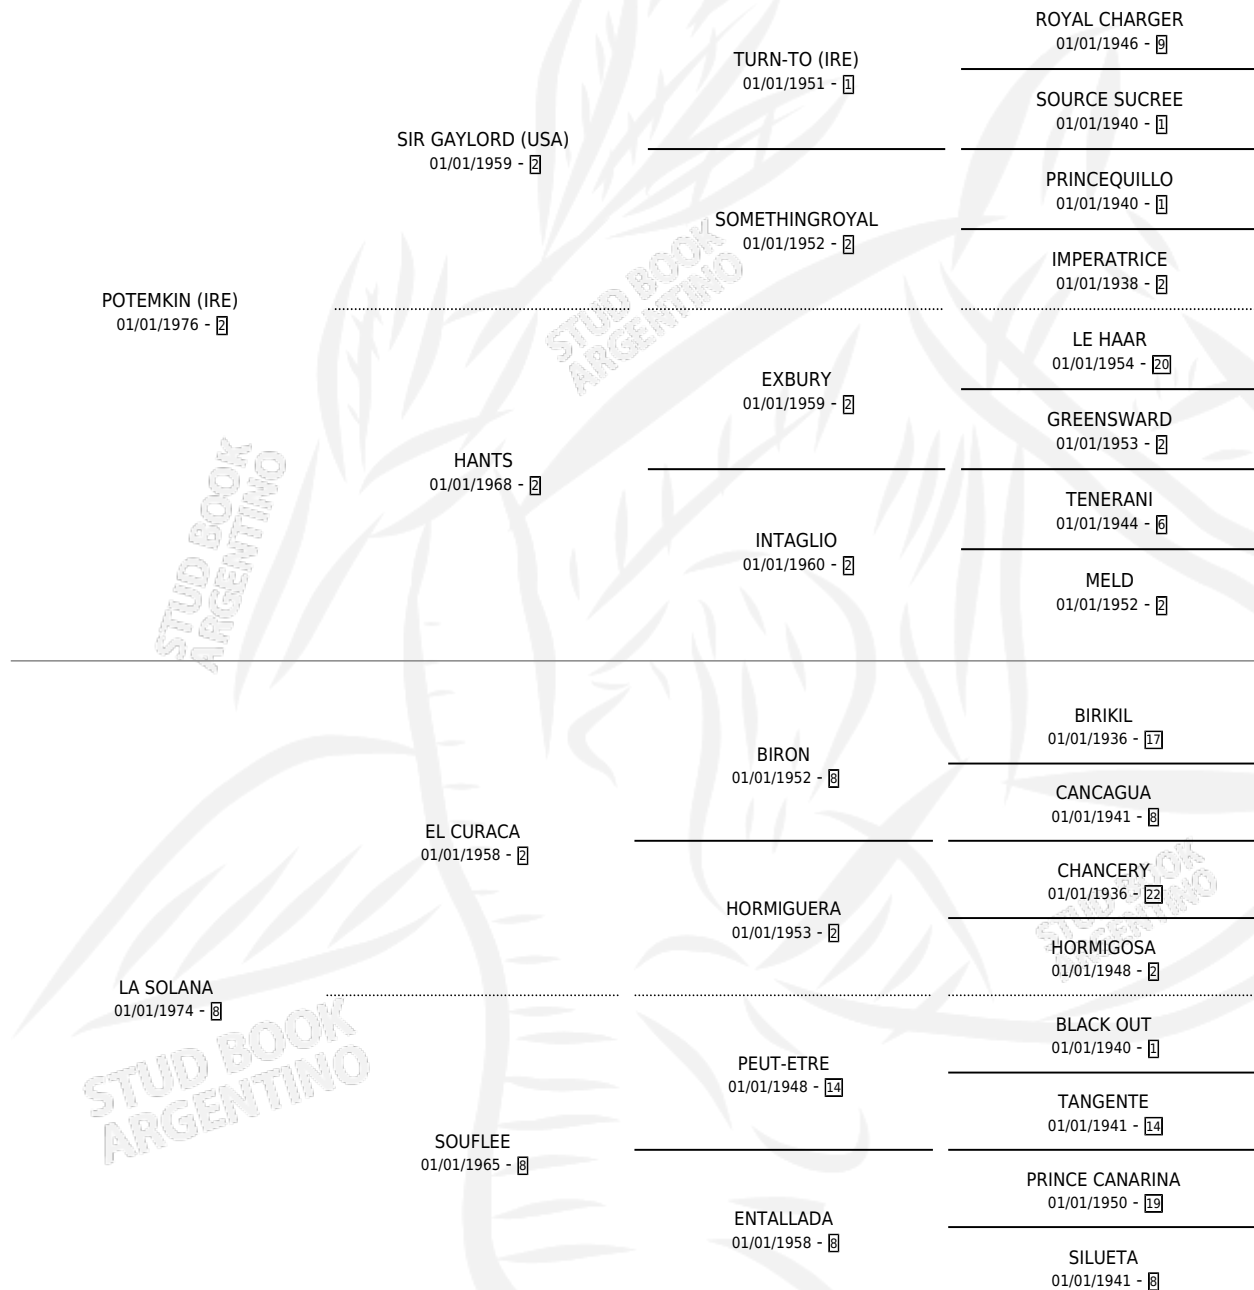 ROYAL CHARGER
01/01/1946 - 9
TURN-TO (IRE)
01/01/1951 - 1
SOURCE SUCREE
01/01/1940 - 1
SIR GAYLORD (USA)
01/01/1959 - 2
PRINCEQUILLO
01/01/1940 - 1
SOMETHINGROYAL
01/01/1952 - 2
IMPERATRICE
01/01/1938 - 2
POTEMKIN (IRE)
01/01/1976 - 2
STUD BOOK
ARGENTINO
LE HAAR
01/01/1954 - 20
EXBURY
01/01/1959 - 2
GREENSWARD
01/01/1953 - 2
HANTS
01/01/1968 - 2
TENERANI
01/01/1944 - 6
INTAGLIO
01/01/1960 - 2
MELD
01/01/1952 - 2
STUD BOOK
ARGENTINO
BIRIKIL
01/01/1936 - 17
BIRON
01/01/1952 - 8
CANCAGUA
01/01/1941 - 8
EL CURACA
01/01/1958 - 2
CHANCERY
01/01/1936 - 22
HORMIGUERA
01/01/1953 - 2
HORMIGOSA
01/01/1948 - 2
STUD BOOK
ARGENTINO
LA SOLANA
01/01/1974 - 8
BLACK OUT
01/01/1940 - 1
PEUT-ETRE
01/01/1948 - 14
TANGENTE
01/01/1941 - 14
STUD BOOK
ARGENTINO
SOUFLEE
01/01/1965 - 8
PRINCE CANARINA
01/01/1950 - 19
ENTALLADA
01/01/1958 - 8
SILUETA
01/01/1941 - 8